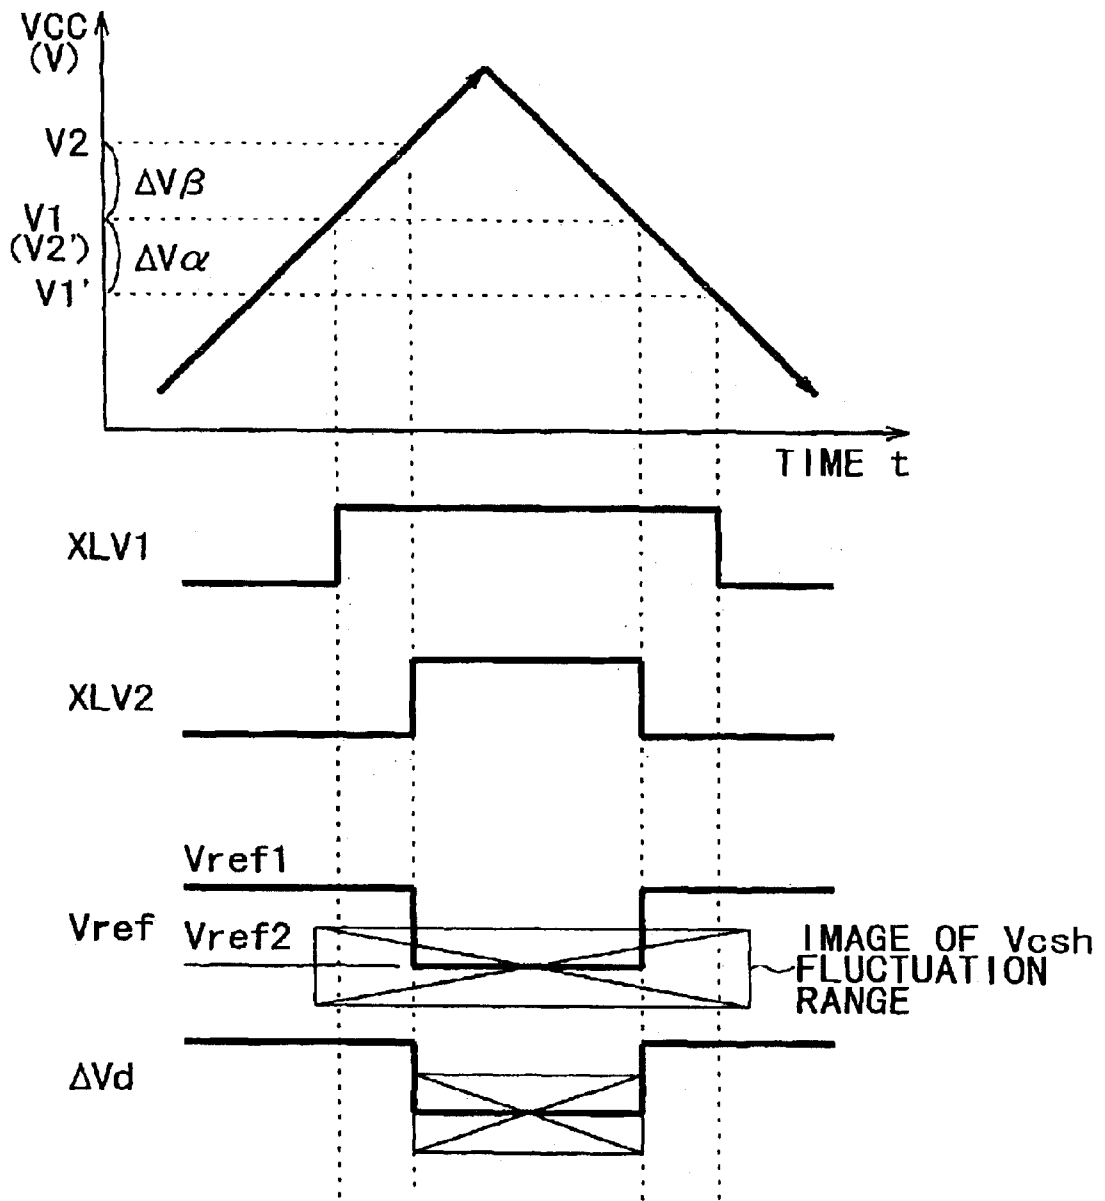 VCC
(V)
V2
ΔVβ
V1
(V2')
ΔVα
V1'
TIME t
XLV1
XLV2
Vref1
Vref
Vref2
IMAGE OF Vcsh
FLUCTUATION
RANGE
ΔVd